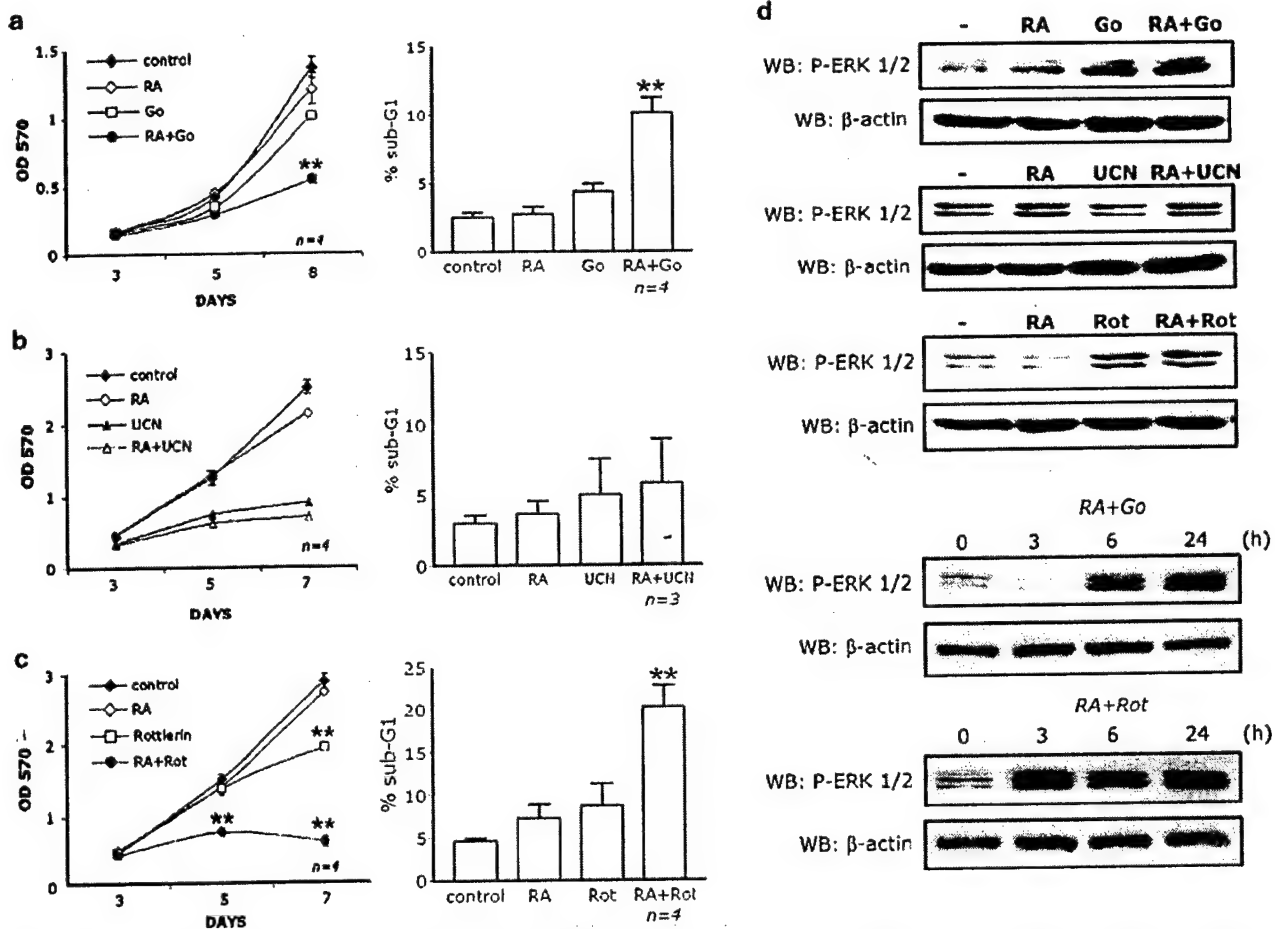 a
1.5
1
0.5
0
OD 570
control
RA
Go
RA+Go
**
n=4
3 5 8
DAYS
15
10
5
0
% sub-G1
**
control RA Go RA+Go
n=4
b
3
2
1
0
OD 570
control
RA
UCN
RA+UCN
n=4
3 5 7
DAYS
15
10
5
0
% sub-G1
control RA UCN RA+UCN
n=3
c
3
2
1
0
OD 570
control
RA
Rottlerin
RA+Rot
**
**
**
n=4
3 5 7
DAYS
25
20
15
10
5
0
% sub-G1
**
control RA Rot RA+Rot
n=4
d
- RA Go RA+Go
WB: P-ERK 1/2
WB: β-actin
- RA UCN RA+UCN
WB: P-ERK 1/2
WB: β-actin
- RA Rot RA+Rot
WB: P-ERK 1/2
WB: β-actin
RA+Go
0 3 6 24 (h)
WB: P-ERK 1/2
WB: β-actin
RA+Rot
0 3 6 24 (h)
WB: P-ERK 1/2
WB: β-actin